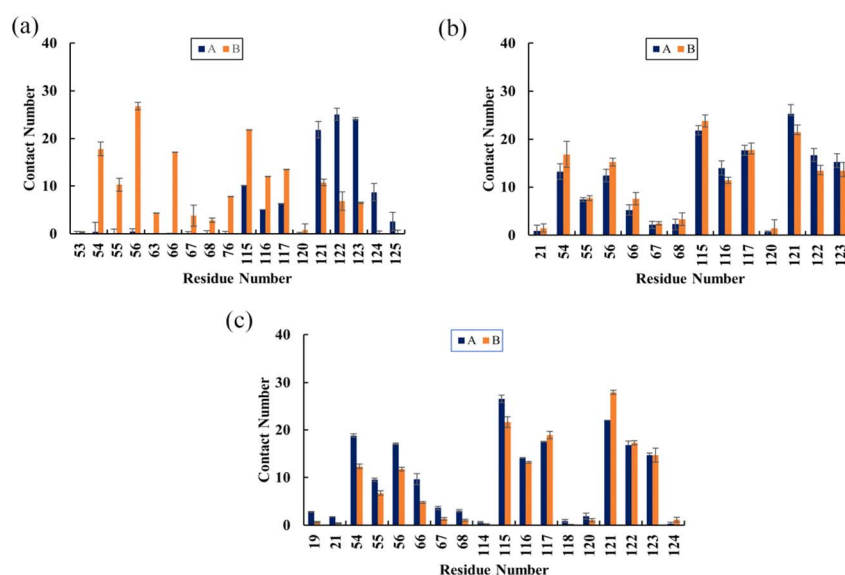 (a)
A B
40
30
20
10
0
Contact Number
53 54 55 56 63 66 67 68 76 115 116 117 120 121 122 123 124 125
Residue Number
(b)
A B
40
30
20
10
0
Contact Number
21 54 55 56 66 67 68 115 116 117 120 121 122 123
Residue Number
(c)
A B
40
30
20
10
0
Contact Number
19 21 54 55 56 66 67 68 114 115 116 117 118 120 121 122 123 124
Residue Number